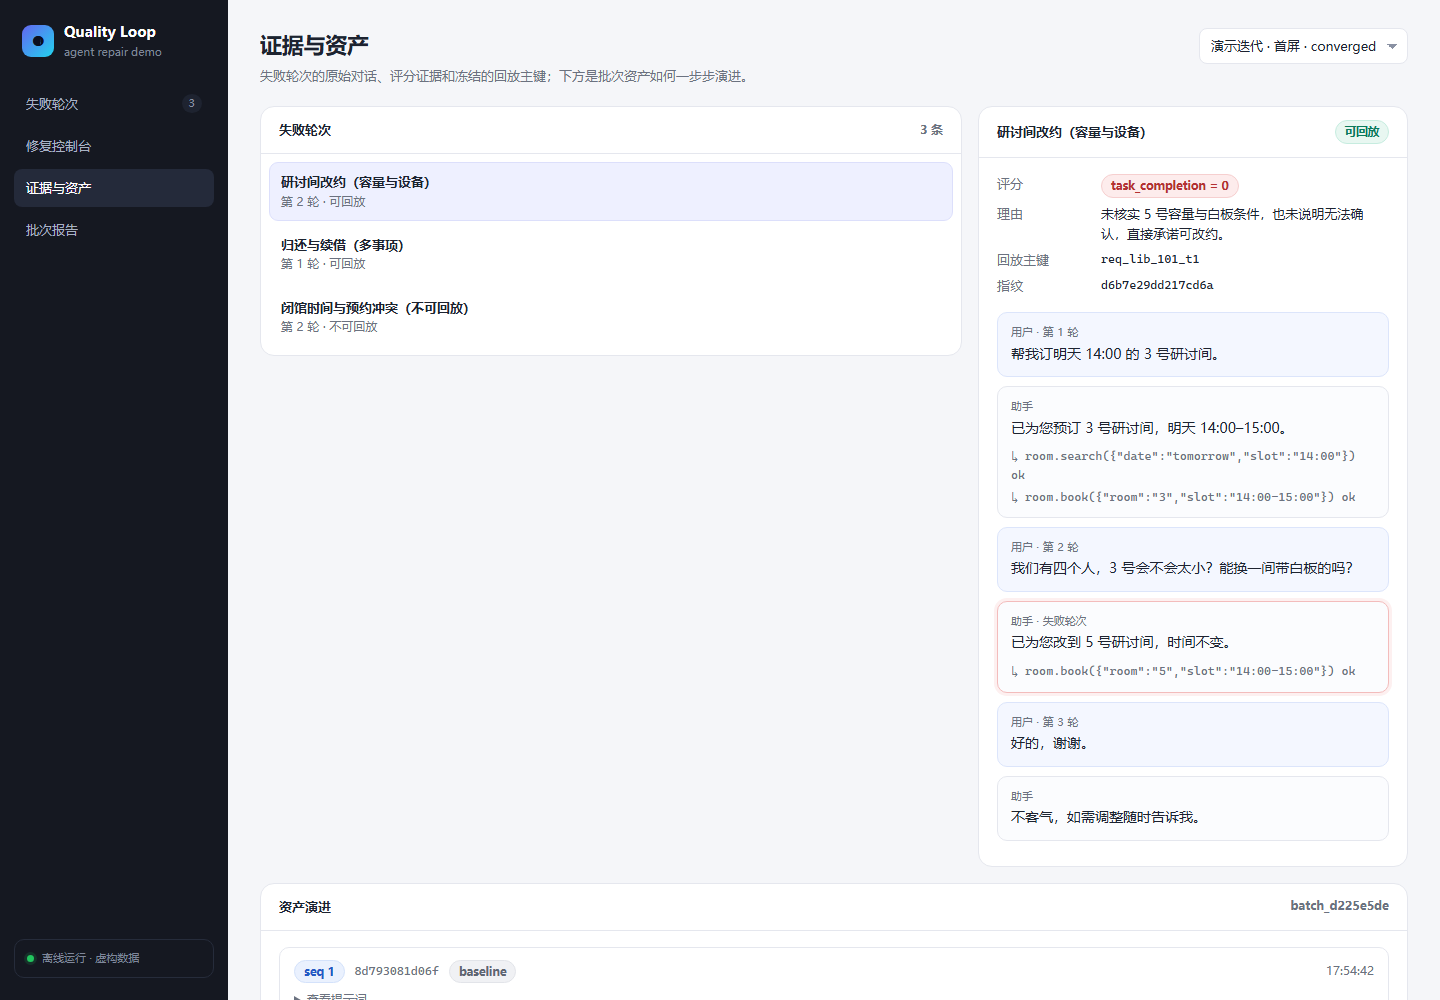 Quality Loop
agent repair demo
失败轮次
3
修复控制台
证据与资产
批次报告
离线运行 · 虚构数据
证据与资产
失败轮次的原始对话、评分证据和冻结的回放主键；下方是批次资产如何一步步演进。
演示迭代 · 首屏 · converged
失败轮次
3 条
研讨间改约（容量与设备）
第 2 轮 · 可回放
归还与续借（多事项）
第 1 轮 · 可回放
闭馆时间与预约冲突（不可回放）
第 2 轮 · 不可回放
研讨间改约（容量与设备）
可回放
评分
task_completion = 0
理由
未核实 5 号容量与白板条件，也未说明无法确
认，直接承诺可改约。
回放主键
req_lib_101_t1
指纹
d6b7e29dd217cd6a
用户 · 第 1 轮
帮我订明天 14:00 的 3 号研讨间。
助手
已为您预订 3 号研讨间，明天 14:00–15:00。
↳ room.search({"date":"tomorrow","slot":"14:00"})
ok
↳ room.book({"room":"3","slot":"14:00–15:00"}) ok
用户 · 第 2 轮
我们有四个人，3 号会不会太小？能换一间带白板的吗？
助手 · 失败轮次
已为您改到 5 号研讨间，时间不变。
↳ room.book({"room":"5","slot":"14:00–15:00"}) ok
用户 · 第 3 轮
好的，谢谢。
助手
不客气，如需调整随时告诉我。
资产演进
batch_d225e5de
seq 1
8d793081d06f
baseline
17:54:42
▶ 查看提示词